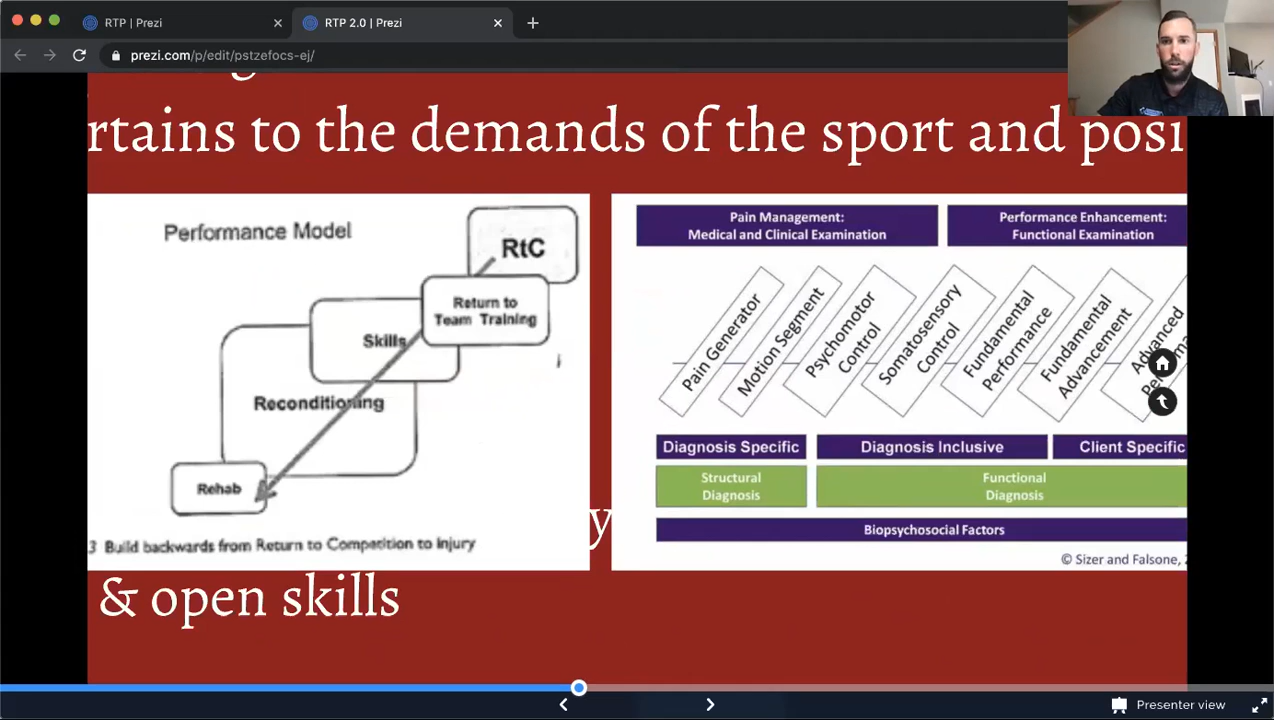 RTP | Prezi
RTP 2.0 | Prezi
prezi.com/p/edit/pstzefocs-ej/
rtains to the demands of the sport and posi
Performance Model
RtC
Return to
Team Training
Skills
Reconditioning
Rehab
3 Build backwards from Return to Competition to injury
Pain Management:
Medical and Clinical Examination
Performance Enhancement:
Functional Examination
Pain Generator
Motion Segment
Psychomotor
Control
Somatosensory
Control
Fundamental
Performance
Fundamental
Advancement
Advanced
Diagnosis Specific
Diagnosis Inclusive
Client Specific
Structural
Diagnosis
Functional
Diagnosis
Biopsychosocial Factors
© Sizer and Falsone, 2
y
& open skills
Presenter view